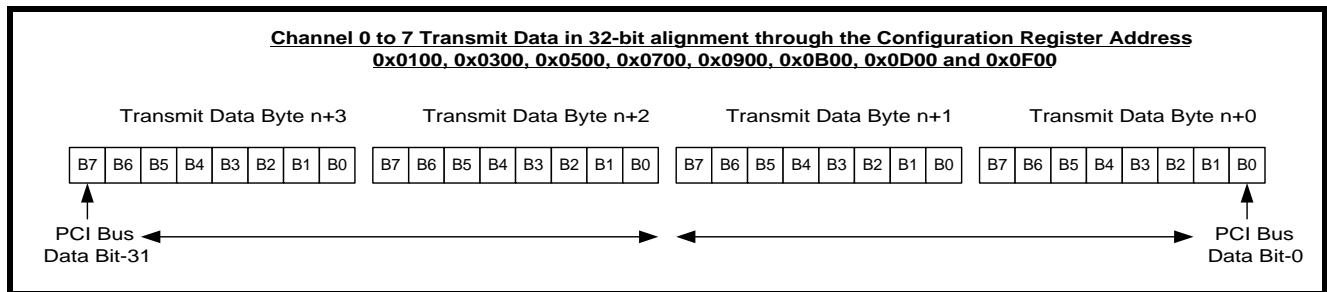 Channel 0 to 7 Transmit Data in 32-bit alignment through the Configuration Register Address
0x0100, 0x0300, 0x0500, 0x0700, 0x0900, 0x0B00, 0x0D00 and 0x0F00
Transmit Data Byte n+3 Transmit Data Byte n+2 Transmit Data Byte n+1 Transmit Data Byte n+0
B7 B6 B5 B4 B3 B2 B1 B0 B7 B6 B5 B4 B3 B2 B1 B0 B7 B6 B5 B4 B3 B2 B1 B0 B7 B6 B5 B4 B3 B2 B1 B0
PCI Bus PCI Bus
Data Bit-31 Data Bit-0